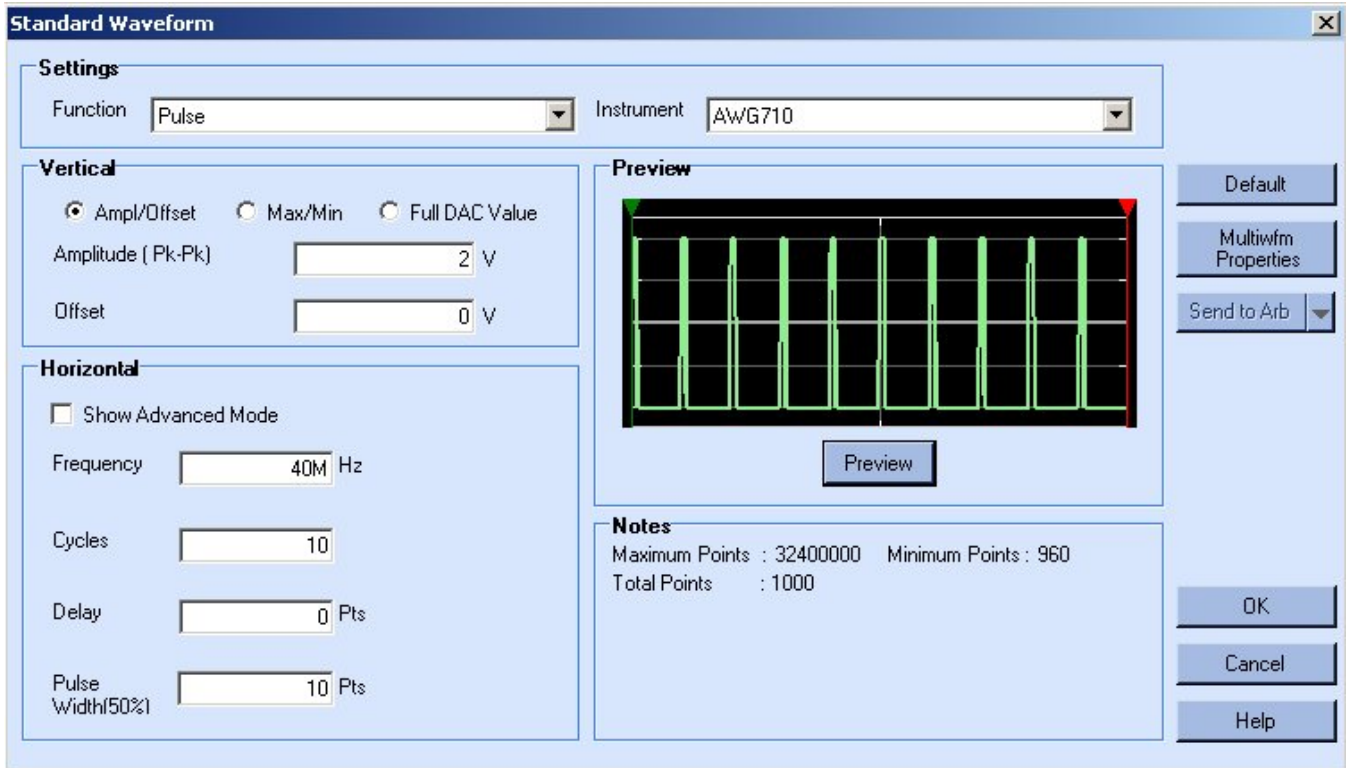 Standard Waveform
Settings
Function Pulse Instrument AWG710
Vertical
Ampl/Offset Max/Min Full DAC Value
Amplitude ( Pk-Pk) 2 V
Offset 0 V
Horizontal
Show Advanced Mode
Frequency 40M Hz
Cycles 10
Delay 0 Pts
Pulse
Width(50%) 10 Pts
Preview
Preview
Notes
Maximum Points : 32400000 Minimum Points : 960
Total Points : 1000
Default
Multiwfm
Properties
Send to Arb
OK
Cancel
Help